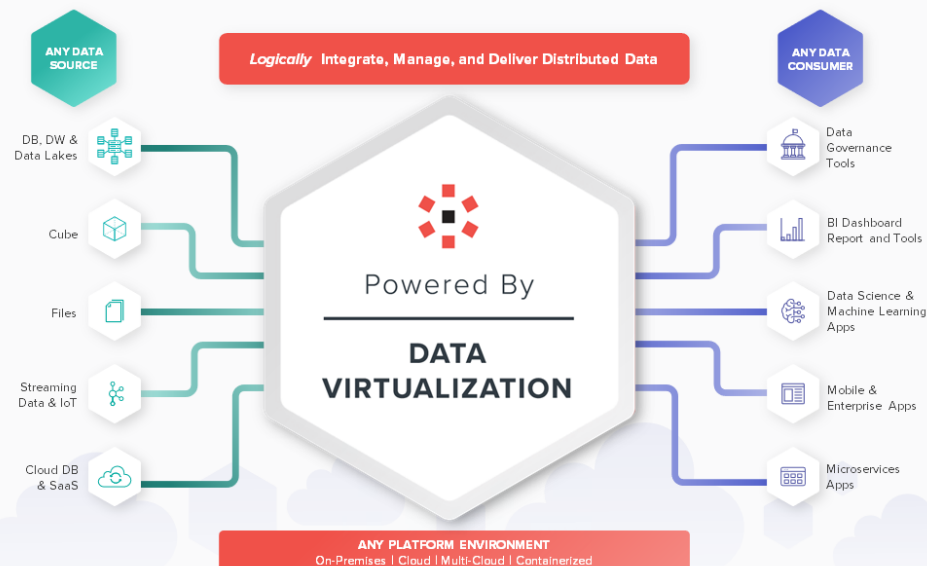 ANY DATA
SOURCE
Logically Integrate, Manage, and Deliver Distributed Data
ANY DATA
CONSUMER
DB, DW &
Data Lakes
Cube
Files
Streaming
Data & IoT
Cloud DB
& SaaS
Powered By
DATA
VIRTUALIZATION
Data
Governance
Tools
BI Dashboard
Report and Tools
Data Science &
Machine Learning
Apps
Mobile &
Enterprise Apps
Microservices
Apps
ANY PLATFORM ENVIRONMENT
On-Premises | Cloud | Multi-Cloud | Containerized